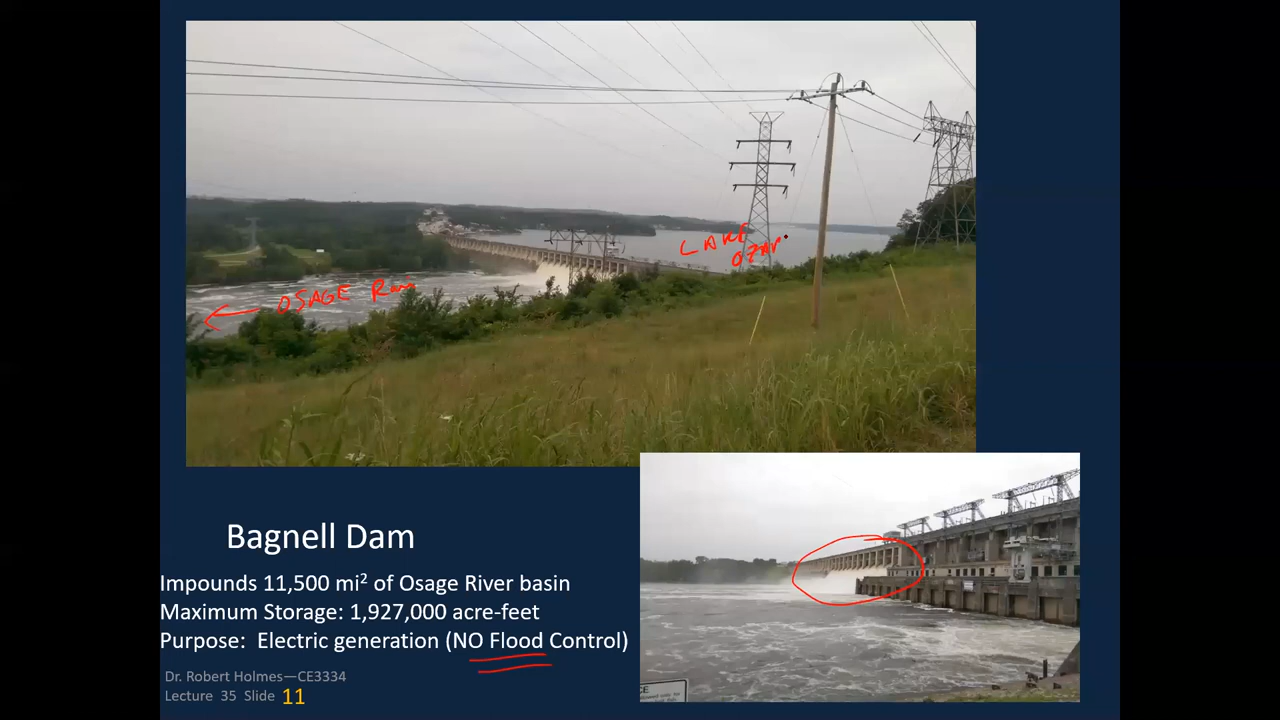 LAKE
OZAR
← OSAGE
Bagnell Dam
Impounds 11,500 mi² of Osage River basin
Maximum Storage: 1,927,000 acre-feet
Purpose: Electric generation (NO Flood Control)
Dr. Robert Holmes—CE3334
Lecture 35 Slide 11